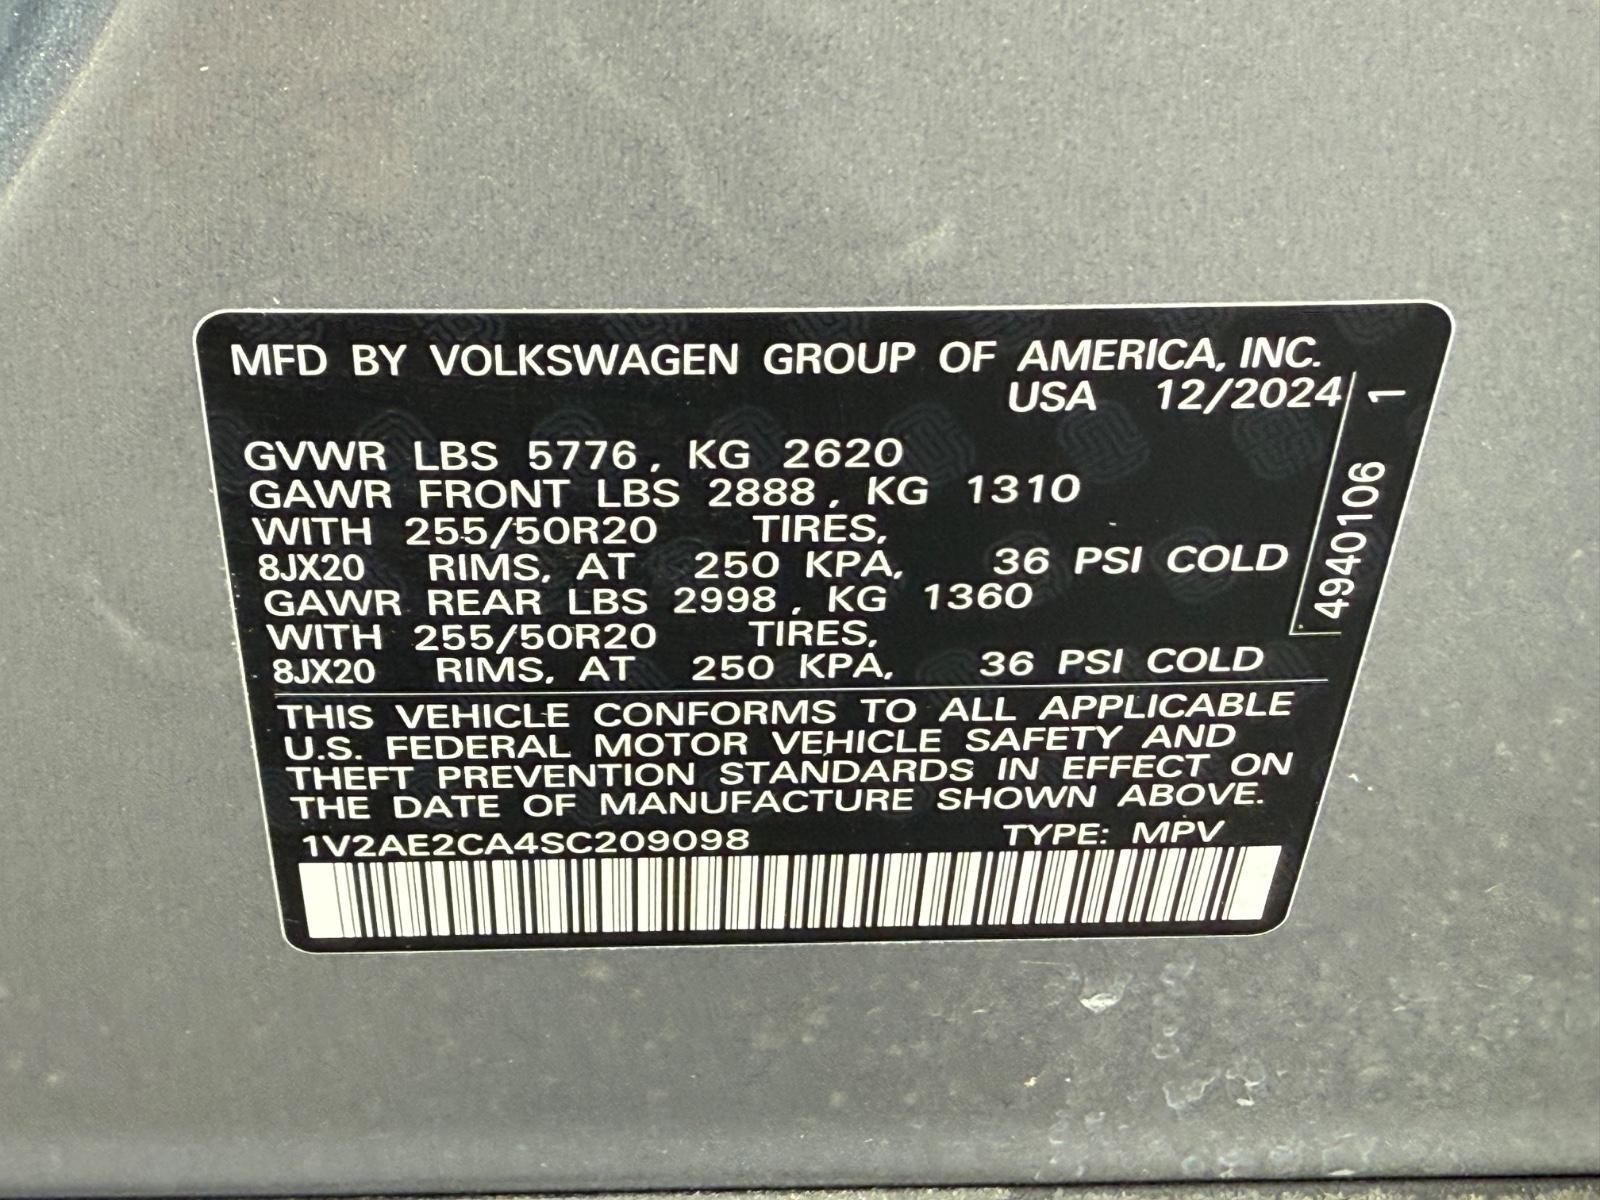 MFD BY VOLKSWAGEN GROUP OF AMERICA, INC.
USA 12/2024
GVWR LBS 5776, KG 2620
GAWR FRONT LBS 2888, KG 1310
WITH 255/50R20 TIRES,
8JX20 RIMS, AT 250 KPA, 36 PSI COLD
GAWR REAR LBS 2998, KG 1360
WITH 255/50R20 TIRES,
8JX20 RIMS, AT 250 KPA, 36 PSI COLD
THIS VEHICLE CONFORMS TO ALL APPLICABLE
U.S. FEDERAL MOTOR VEHICLE SAFETY AND
THEFT PREVENTION STANDARDS IN EFFECT ON
THE DATE OF MANUFACTURE SHOWN ABOVE.
1V2AE2CA4SC209098 TYPE: MPV
4940106 1